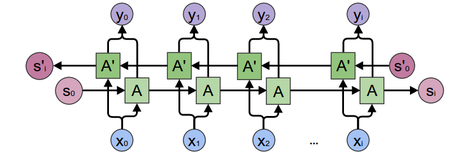 y₀ y₁ y₂ yᵢ
s'ᵢ A' A' A' A' s'₀
s₀ A A A A sᵢ
x₀ x₁ x₂ ... xᵢ